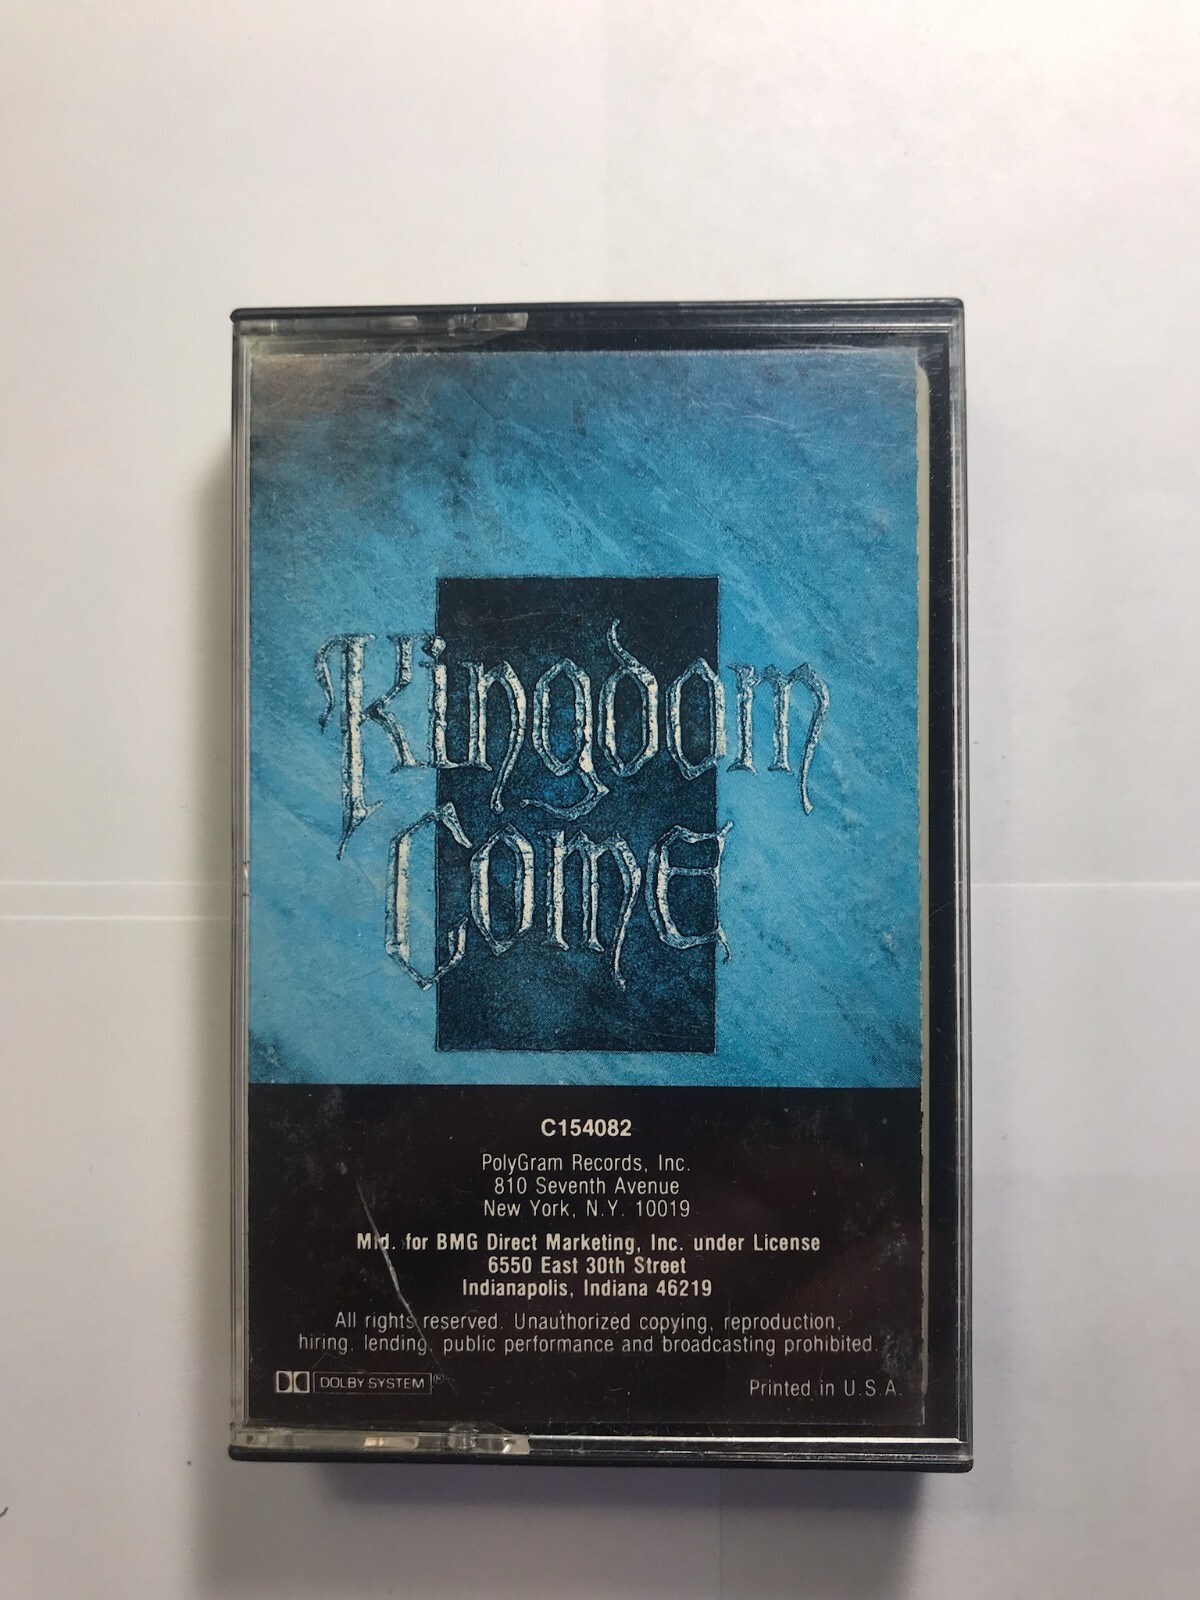 Kingdom
Come
C154082
PolyGram Records, Inc.
810 Seventh Avenue
New York, N.Y. 10019
Mfd. for BMG Direct Marketing, Inc. under License
6550 East 30th Street
Indianapolis, Indiana 46219
All rights reserved. Unauthorized copying, reproduction,
hiring, lending, public performance and broadcasting prohibited.
DOLBY SYSTEM®
Printed in U.S.A.